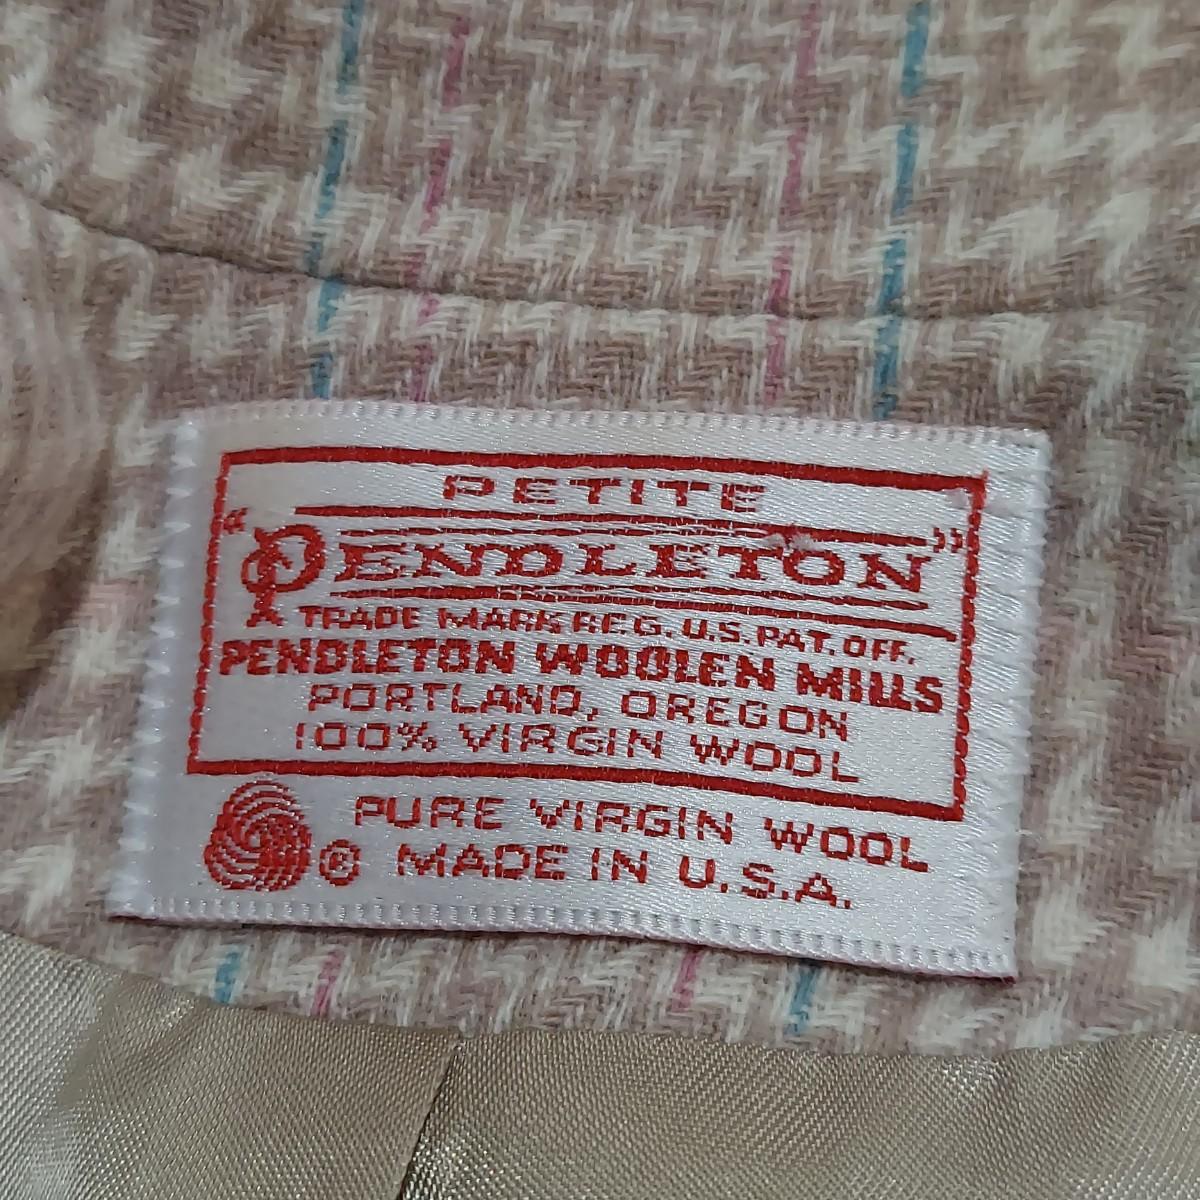 PETITE
"PENDLETON"
TRADE MARK REG. U.S. PAT. OFF.
PENDLETON WOOLEN MILLS
PORTLAND, OREGON
100% VIRGIN WOOL
PURE VIRGIN WOOL
® MADE IN U.S.A.